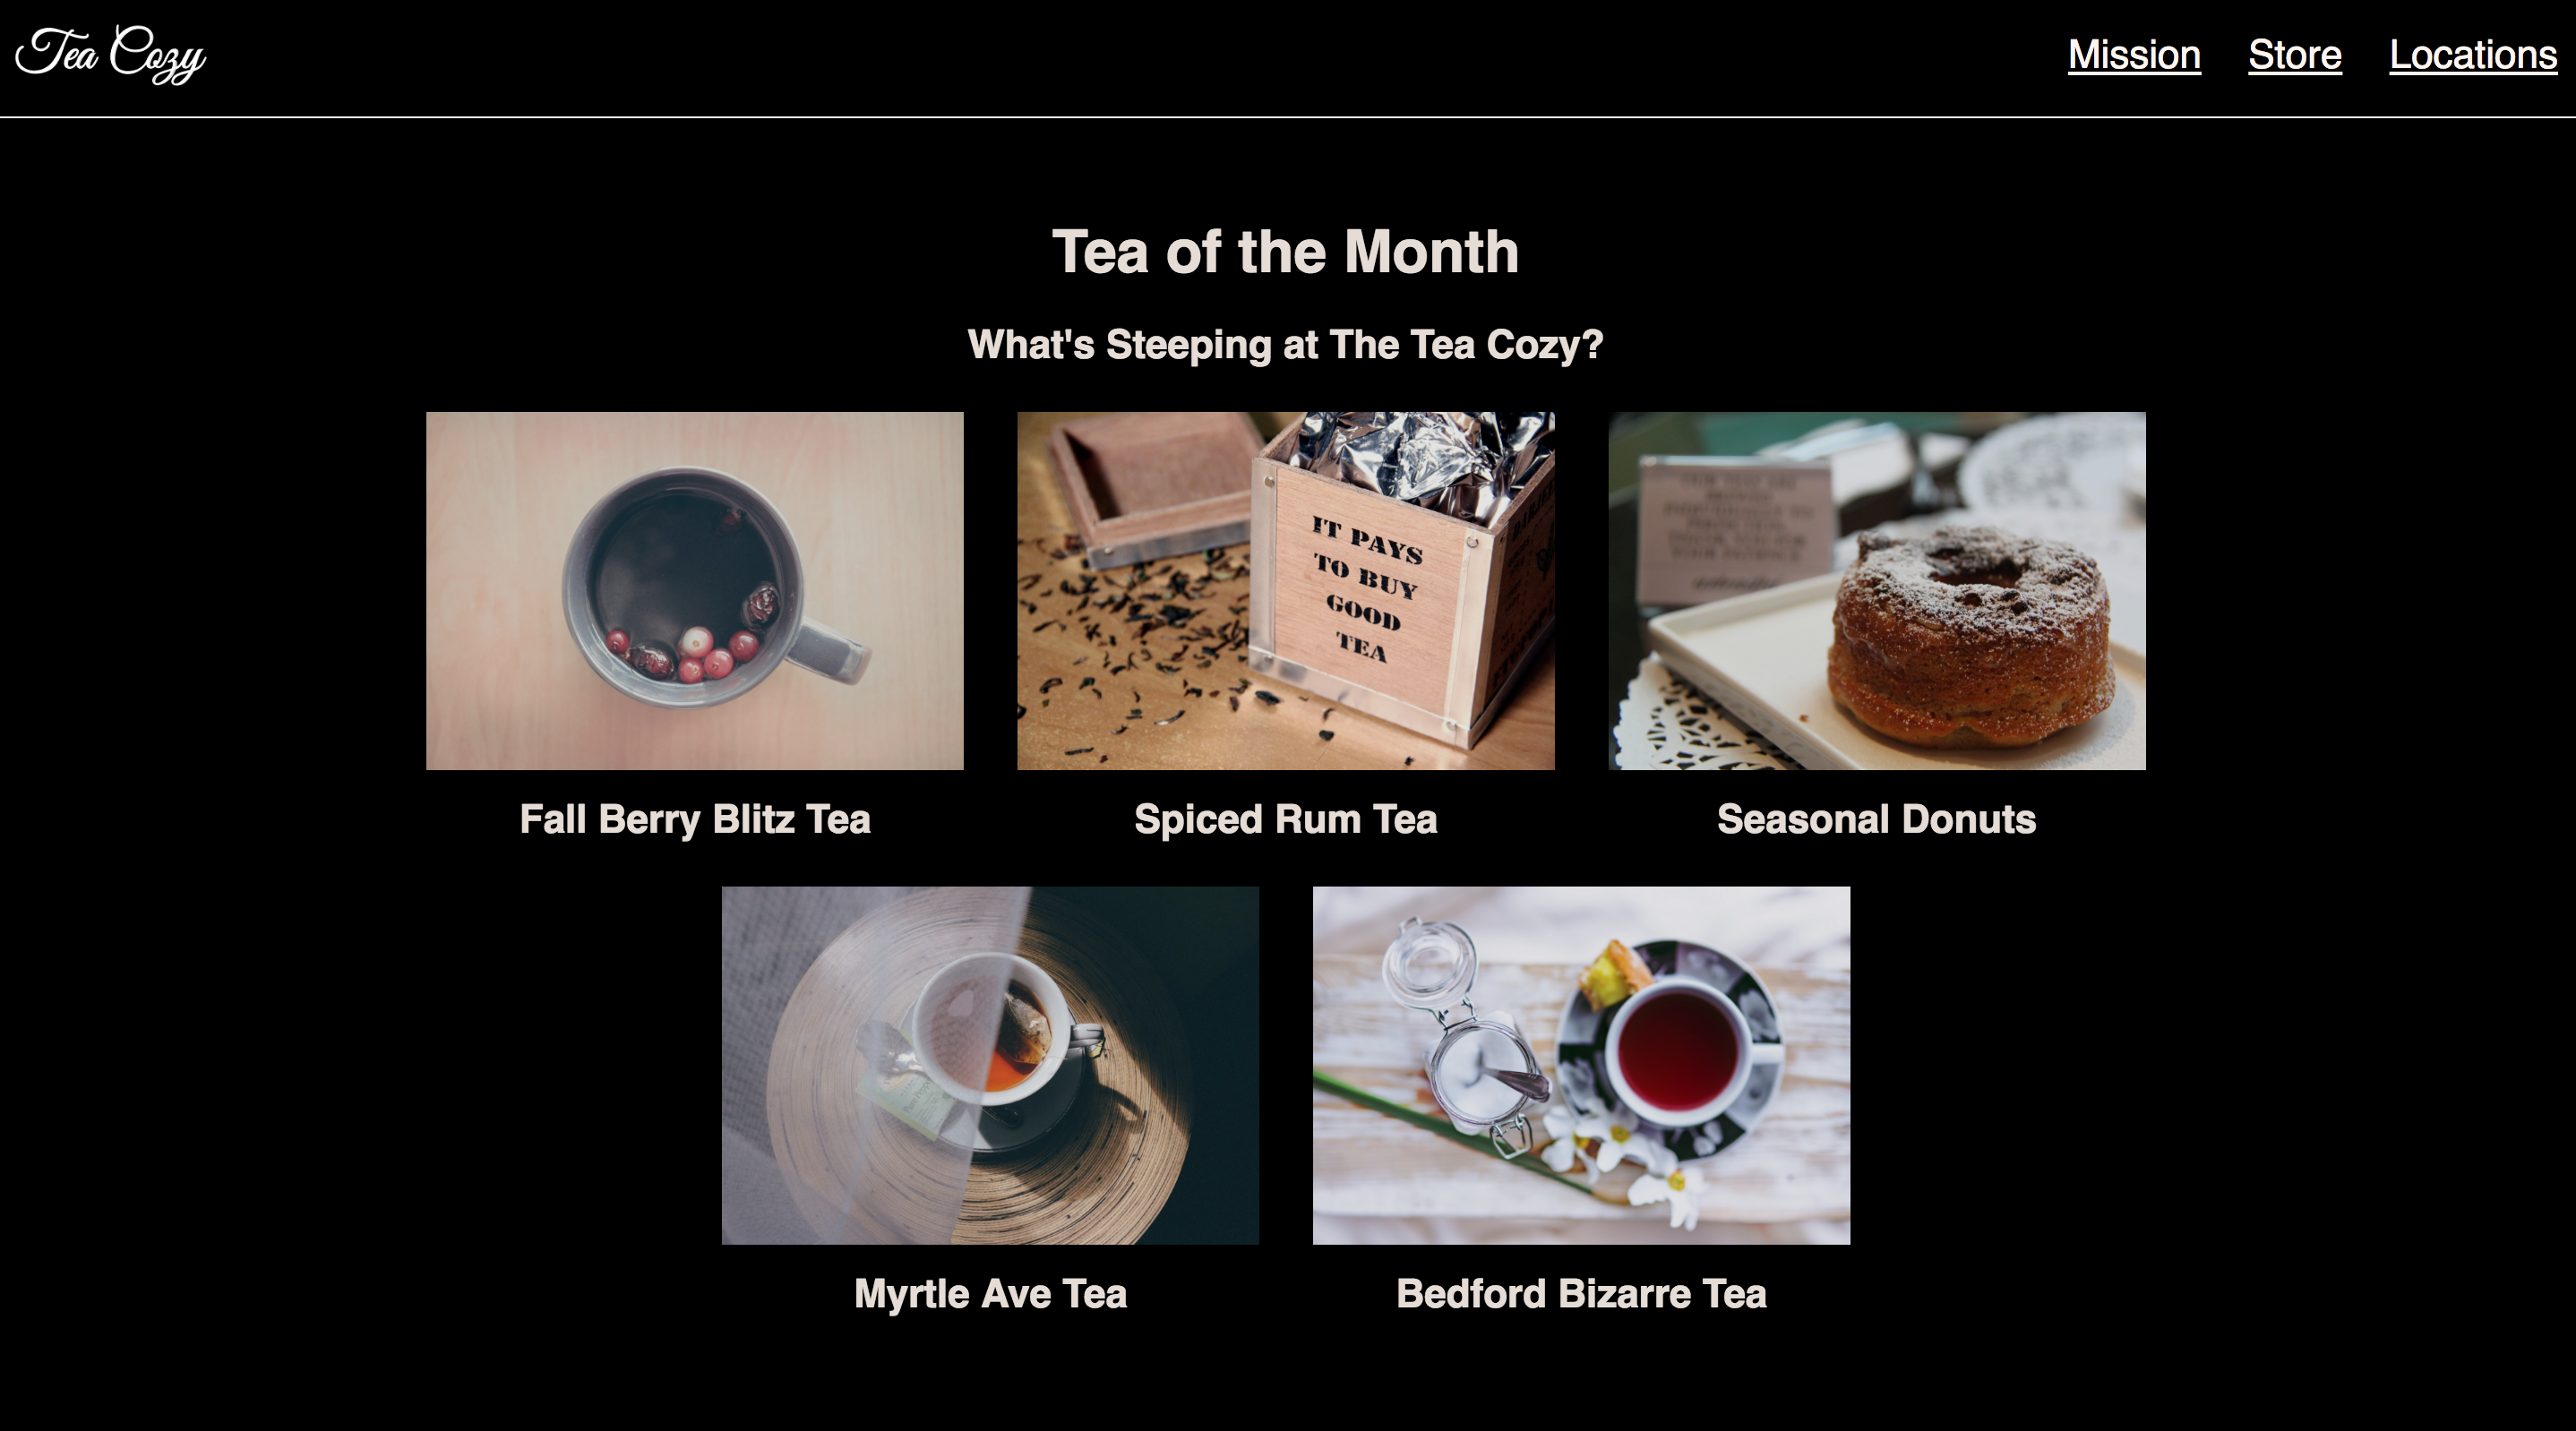 Tea Cozy
Mission Store Locations
Tea of the Month
What's Steeping at The Tea Cozy?
IT PAYS
TO BUY
GOOD
TEA
Fall Berry Blitz Tea
Spiced Rum Tea
Seasonal Donuts
Myrtle Ave Tea
Bedford Bizarre Tea